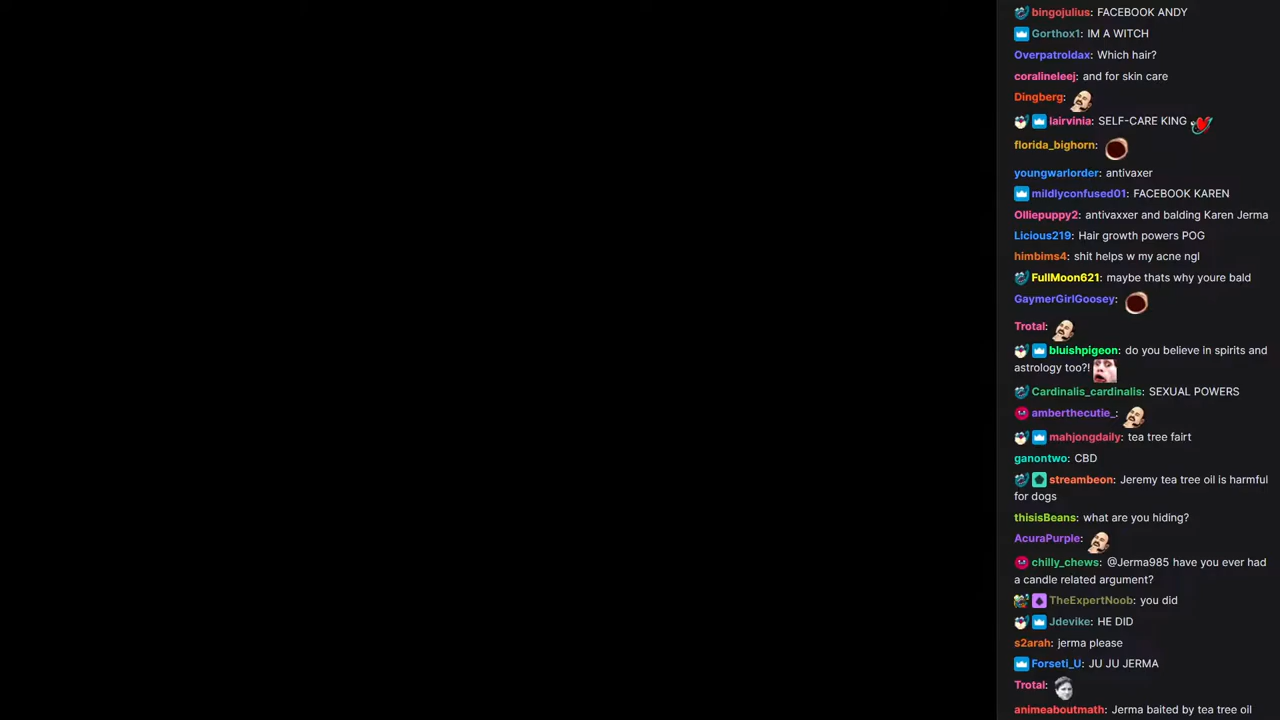 bingojulius: FACEBOOK ANDY
Gorthox1: IM A WITCH
Overpatroldax: Which hair?
coralineleej: and for skin care
Dingberg:
lairvinia: SELF-CARE KING
florida_bighorn:
youngwarlorder: antivaxer
mildlyconfused01: FACEBOOK KAREN
Olliepuppy2: antivaxxer and balding Karen Jerma
Licious219: Hair growth powers POG
himbims4: shit helps w my acne ngl
FullMoon621: maybe thats why youre bald
GaymerGirlGoosey:
Trotal:
bluishpigeon: do you believe in spirits and
astrology too?!
Cardinalis_cardinalis: SEXUAL POWERS
amberthecutie_:
mahjongdaily: tea tree fairt
ganontwo: CBD
streambeon: Jeremy tea tree oil is harmful
for dogs
thisisBeans: what are you hiding?
AcuraPurple:
chilly_chews: @Jerma985 have you ever had
a candle related argument?
TheExpertNoob: you did
Jdevike: HE DID
s2arah: jerma please
Forseti_U: JU JU JERMA
Trotal:
animeaboutmath: Jerma baited by tea tree oil